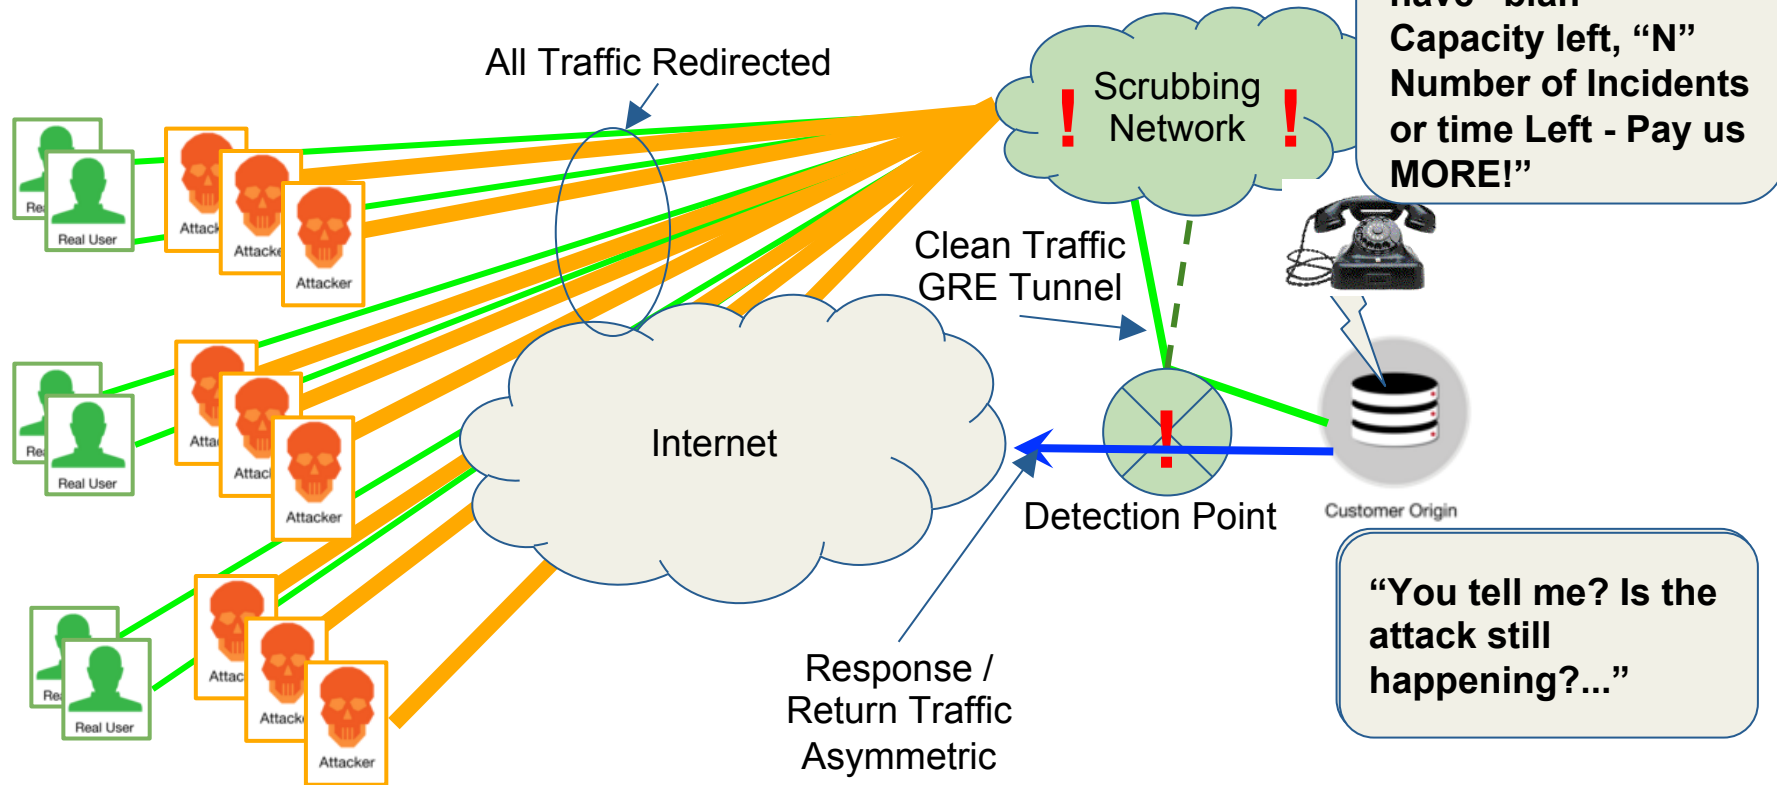 All Traffic Redirected
Scrubbing
Network
!
!
Capacity left, “N”
Number of Incidents
or time Left - Pay us
MORE!”
Real User
Attacker
Clean Traffic
GRE Tunnel
Internet
!
Detection Point
Customer Origin
Real User
Attacker
“You tell me? Is the
attack still
happening?...”
Response /
Return Traffic
Asymmetric
Real User
Attacker